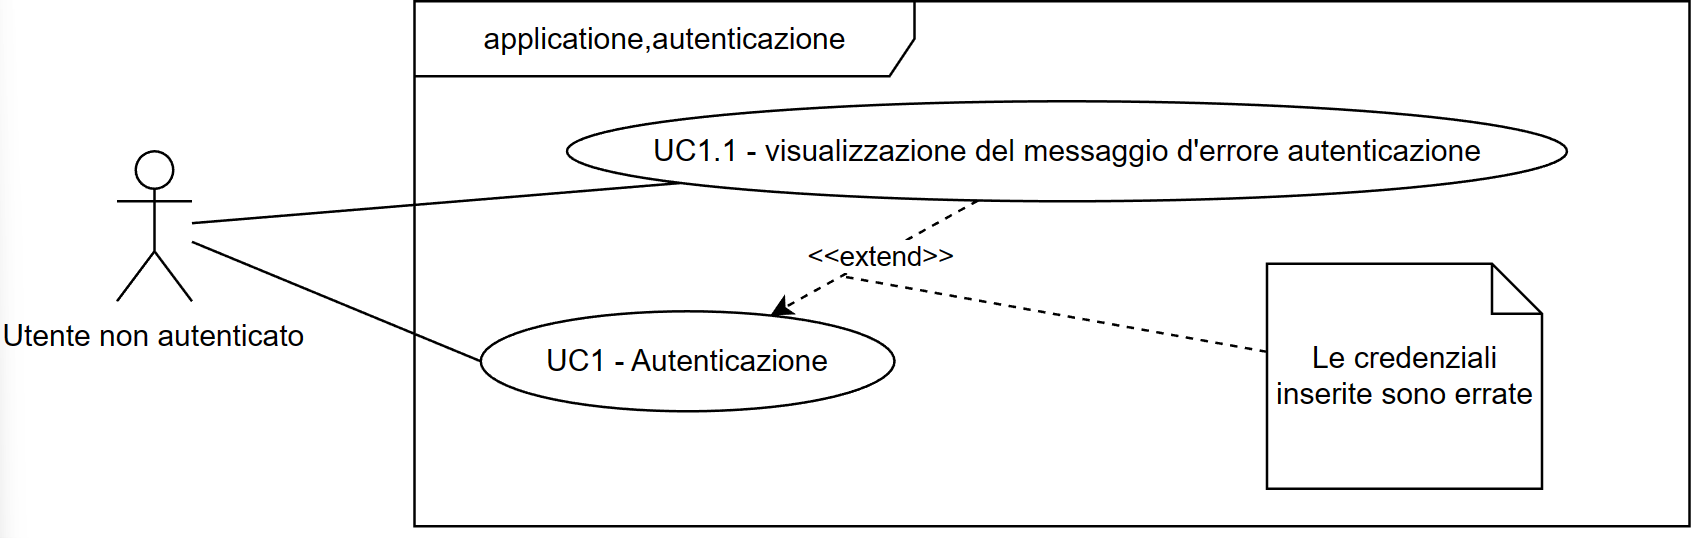 applicatione,autenticazione
UC1.1 - visualizzazione del messaggio d'errore autenticazione
<<extend>>
Utente non autenticato
UC1 - Autenticazione
Le credenziali
inserite sono errate